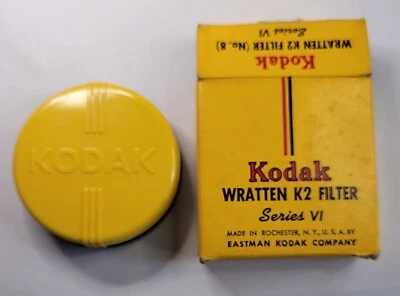 Series VI
WRATTEN K2 FILTER (No. 8)
Kodak
KODAK
Kodak
WRATTEN K2 FILTER
Series VI
MADE IN ROCHESTER, N. Y., U. S. A. BY
EASTMAN KODAK COMPANY